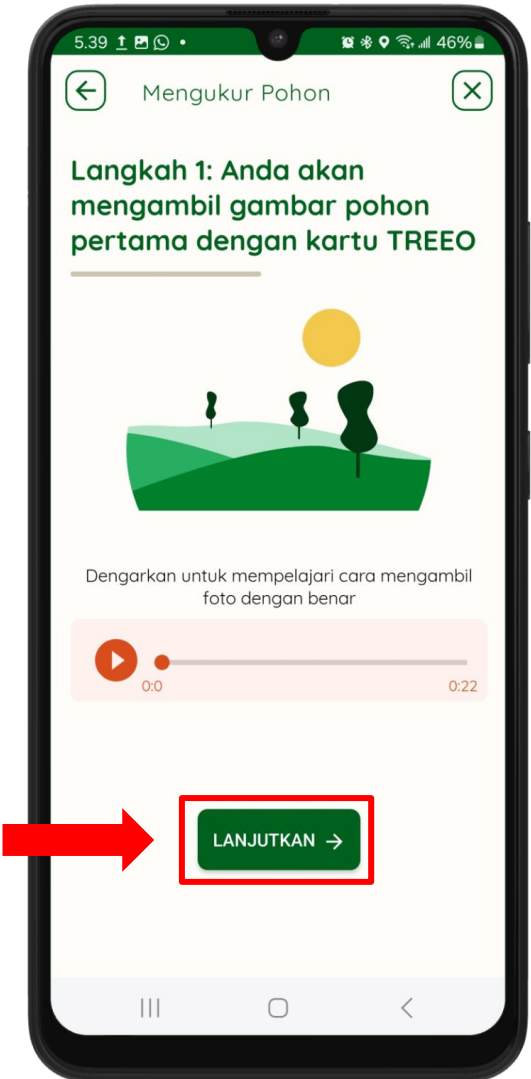 5.39 46%
Mengukur Pohon
Langkah 1: Anda akan
mengambil gambar pohon
pertama dengan kartu TREEO
Dengarkan untuk mempelajari cara mengambil
foto dengan benar
0:0 0:22
LANJUTKAN